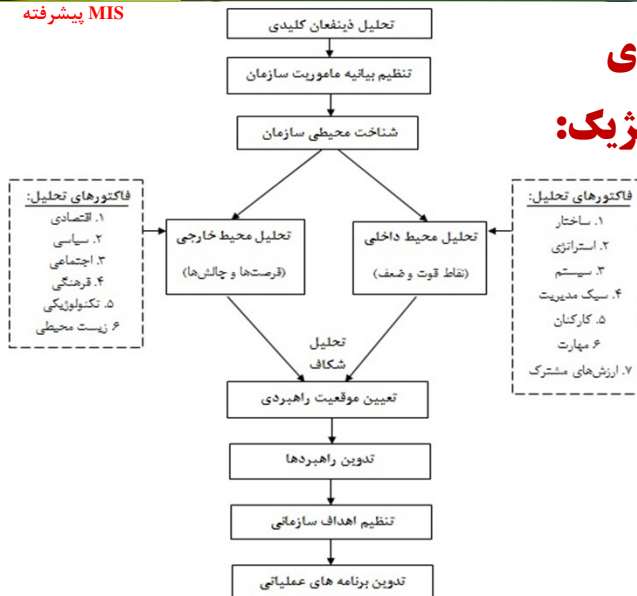 MIS پیشرفته
ی
ژیک:
تحلیل ذینفعان کلیدی
تنظیم بیانیه ماموریت سازمان
شناخت محیطی سازمان
فاکتورهای تحلیل:
۱. ساختار
۲. استراتژی
۳. سیستم
۴. سبک مدیریت
۵. کارکنان
۶ مهارت
۷. ارزش‌های مشترک
تحلیل محیط داخلی
(نقاط قوت و ضعف)
تحلیل محیط خارجی
(فرصت‌ها و چالش‌ها)
فاکتورهای تحلیل:
۱. اقتصادی
۲. سیاسی
۳. اجتماعی
۴. فرهنگی
۵. تکنولوژیکی
۶ زیست محیطی
تحلیل
شکاف
تعیین موقعیت راهبردی
تدوین راهبردها
تنظیم اهداف سازمانی
تدوین برنامه های عملیاتی